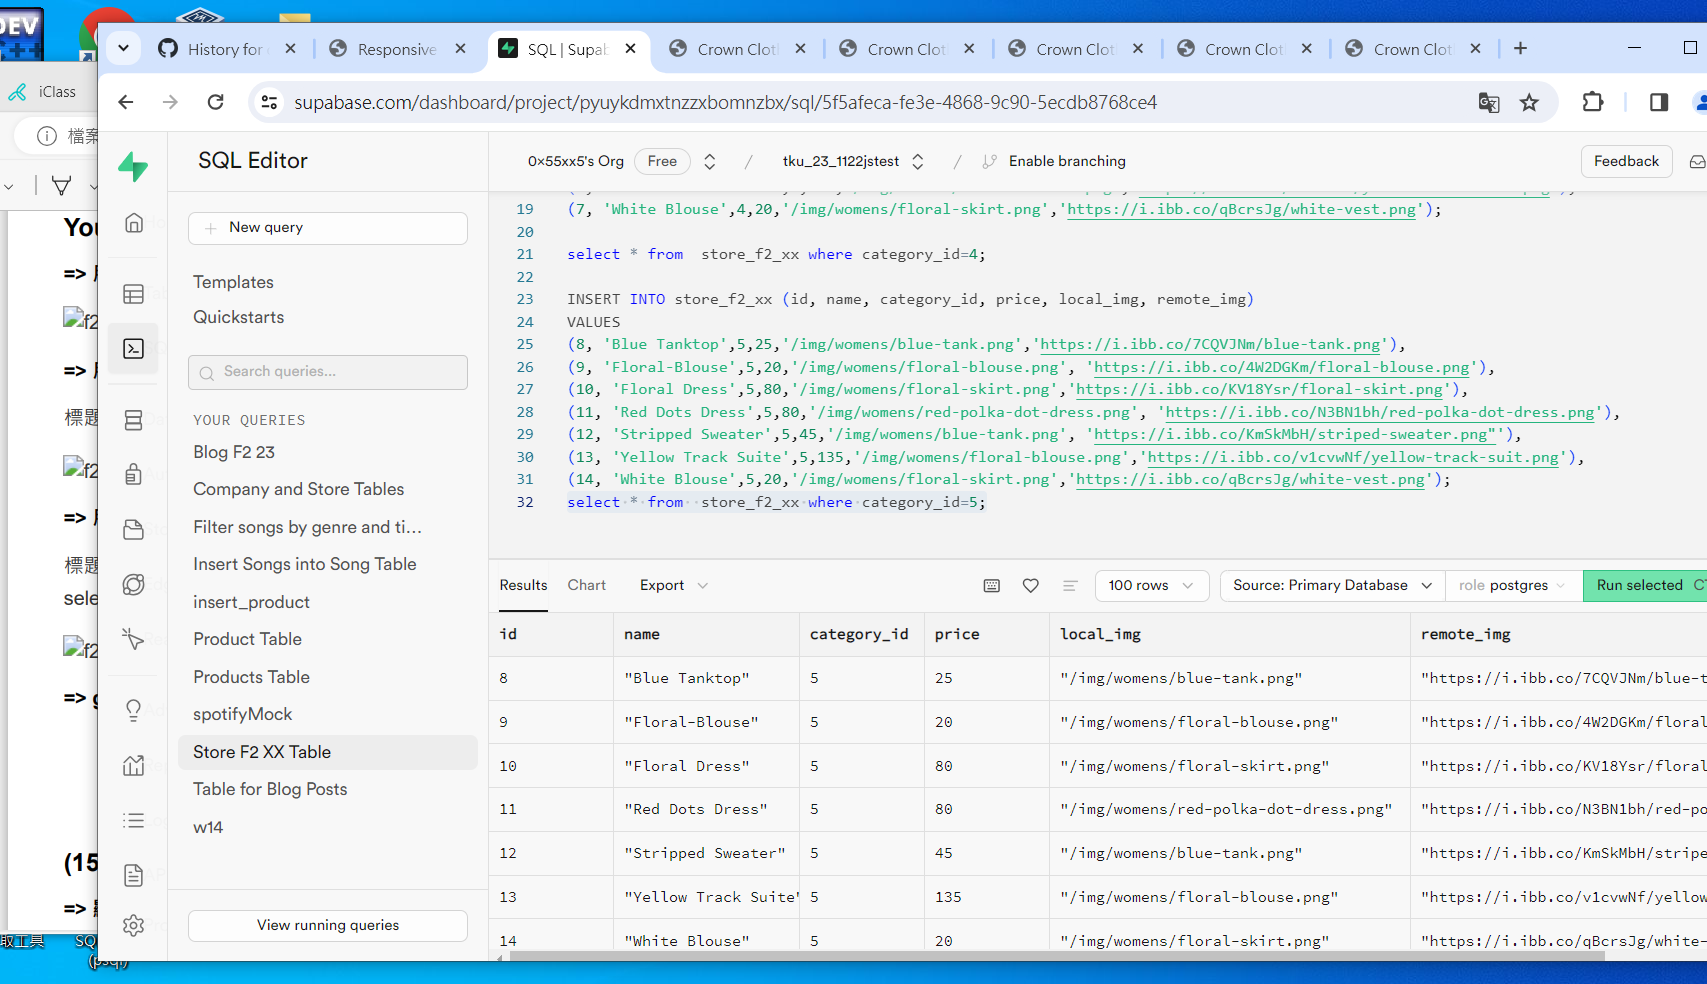 DEV
History for
Responsive
SQL | Supab
Crown Clot
Crown Clot
Crown Clot
Crown Clot
Crown Clot
iClass
supabase.com/dashboard/project/pyuykdmxtnzzxbomnzbx/sql/5f5afeca-fe3e-4868-9c90-5ecdb8768ce4
檔案
SQL Editor
0×55xx5's Org
Free
/
tku_23_1122jstest
/
Enable branching
Feedback
New query
Templates
Quickstarts
Search queries...
YOUR QUERIES
Blog F2 23
Company and Store Tables
Filter songs by genre and ti...
Insert Songs into Song Table
insert_product
Product Table
Products Table
spotifyMock
Store F2 XX Table
Table for Blog Posts
w14
View running queries
19 (7, 'White Blouse',4,20,'/img/womens/floral-skirt.png','https://i.ibb.co/qBcrsJg/white-vest.png');
20
21 select * from  store_f2_xx where category_id=4;
22
23 INSERT INTO store_f2_xx (id, name, category_id, price, local_img, remote_img)
24 VALUES
25 (8, 'Blue Tanktop',5,25,'/img/womens/blue-tank.png','https://i.ibb.co/7CQVJNm/blue-tank.png'),
26 (9, 'Floral-Blouse',5,20,'/img/womens/floral-blouse.png', 'https://i.ibb.co/4W2DGKm/floral-blouse.png'),
27 (10, 'Floral Dress',5,80,'/img/womens/floral-skirt.png','https://i.ibb.co/KV18Ysr/floral-skirt.png'),
28 (11, 'Red Dots Dress',5,80,'/img/womens/red-polka-dot-dress.png', 'https://i.ibb.co/N3BN1bh/red-polka-dot-dress.png'),
29 (12, 'Stripped Sweater',5,45,'/img/womens/blue-tank.png', 'https://i.ibb.co/KmSkMbH/striped-sweater.png"'),
30 (13, 'Yellow Track Suite',5,135,'/img/womens/floral-blouse.png','https://i.ibb.co/v1cvwNf/yellow-track-suit.png'),
31 (14, 'White Blouse',5,20,'/img/womens/floral-skirt.png','https://i.ibb.co/qBcrsJg/white-vest.png');
32 select * from  store_f2_xx where category_id=5;
Results
Chart
Export
100 rows
Source: Primary Database
role postgres
Run selected
id name category_id price local_img remote_img
8 "Blue Tanktop" 5 25 "/img/womens/blue-tank.png" "https://i.ibb.co/7CQVJNm/blue-t
9 "Floral-Blouse" 5 20 "/img/womens/floral-blouse.png" "https://i.ibb.co/4W2DGKm/floral
10 "Floral Dress" 5 80 "/img/womens/floral-skirt.png" "https://i.ibb.co/KV18Ysr/floral
11 "Red Dots Dress" 5 80 "/img/womens/red-polka-dot-dress.png" "https://i.ibb.co/N3BN1bh/red-po
12 "Stripped Sweater" 5 45 "/img/womens/blue-tank.png" "https://i.ibb.co/KmSkMbH/stripe
13 "Yellow Track Suite" 5 135 "/img/womens/floral-blouse.png" "https://i.ibb.co/v1cvwNf/yellow
14 "White Blouse" 5 20 "/img/womens/floral-skirt.png" "https://i.ibb.co/qBcrsJg/white-
You
=>
f2
=>
標題
f2
=>
標題
sele
f2
=> g
(15
=>
取工具
SQ
(psql)